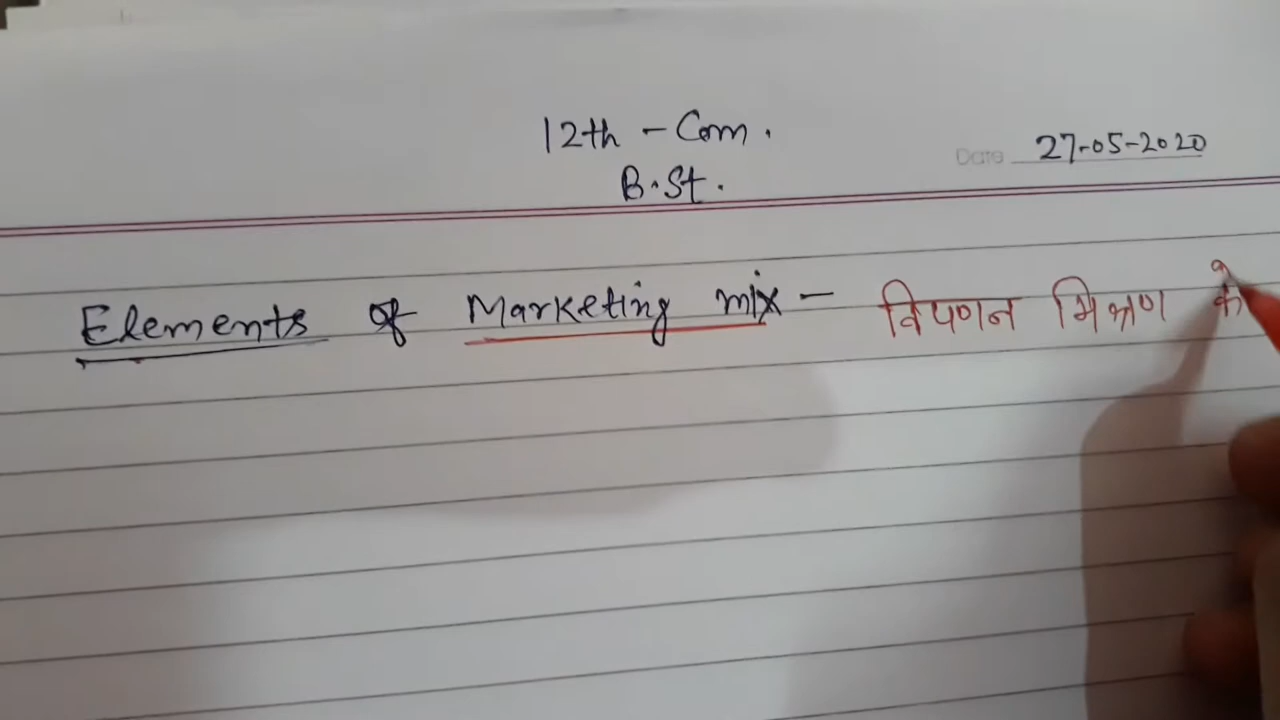 12th - Com.
B.St.
Date 27-05-2020
Elements of Marketing mix - विपणन मिश्रण के